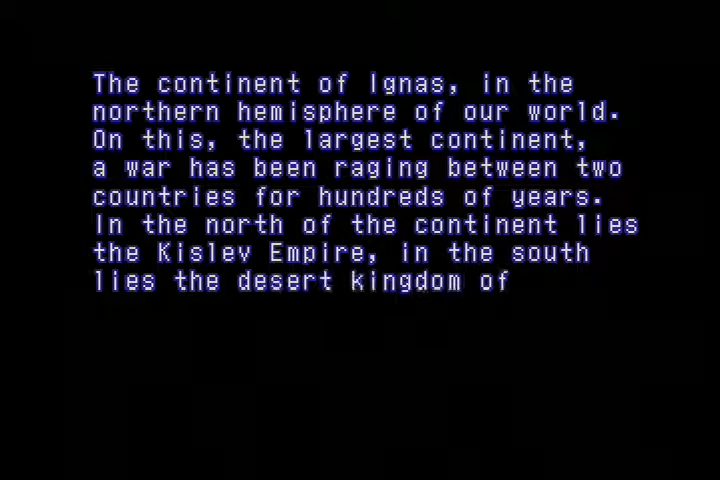 The continent of Ignas, in the
northern hemisphere of our world.
On this, the largest continent,
a war has been raging between two
countries for hundreds of years.
In the north of the continent lies
the Kislev Empire, in the south
lies the desert kingdom of